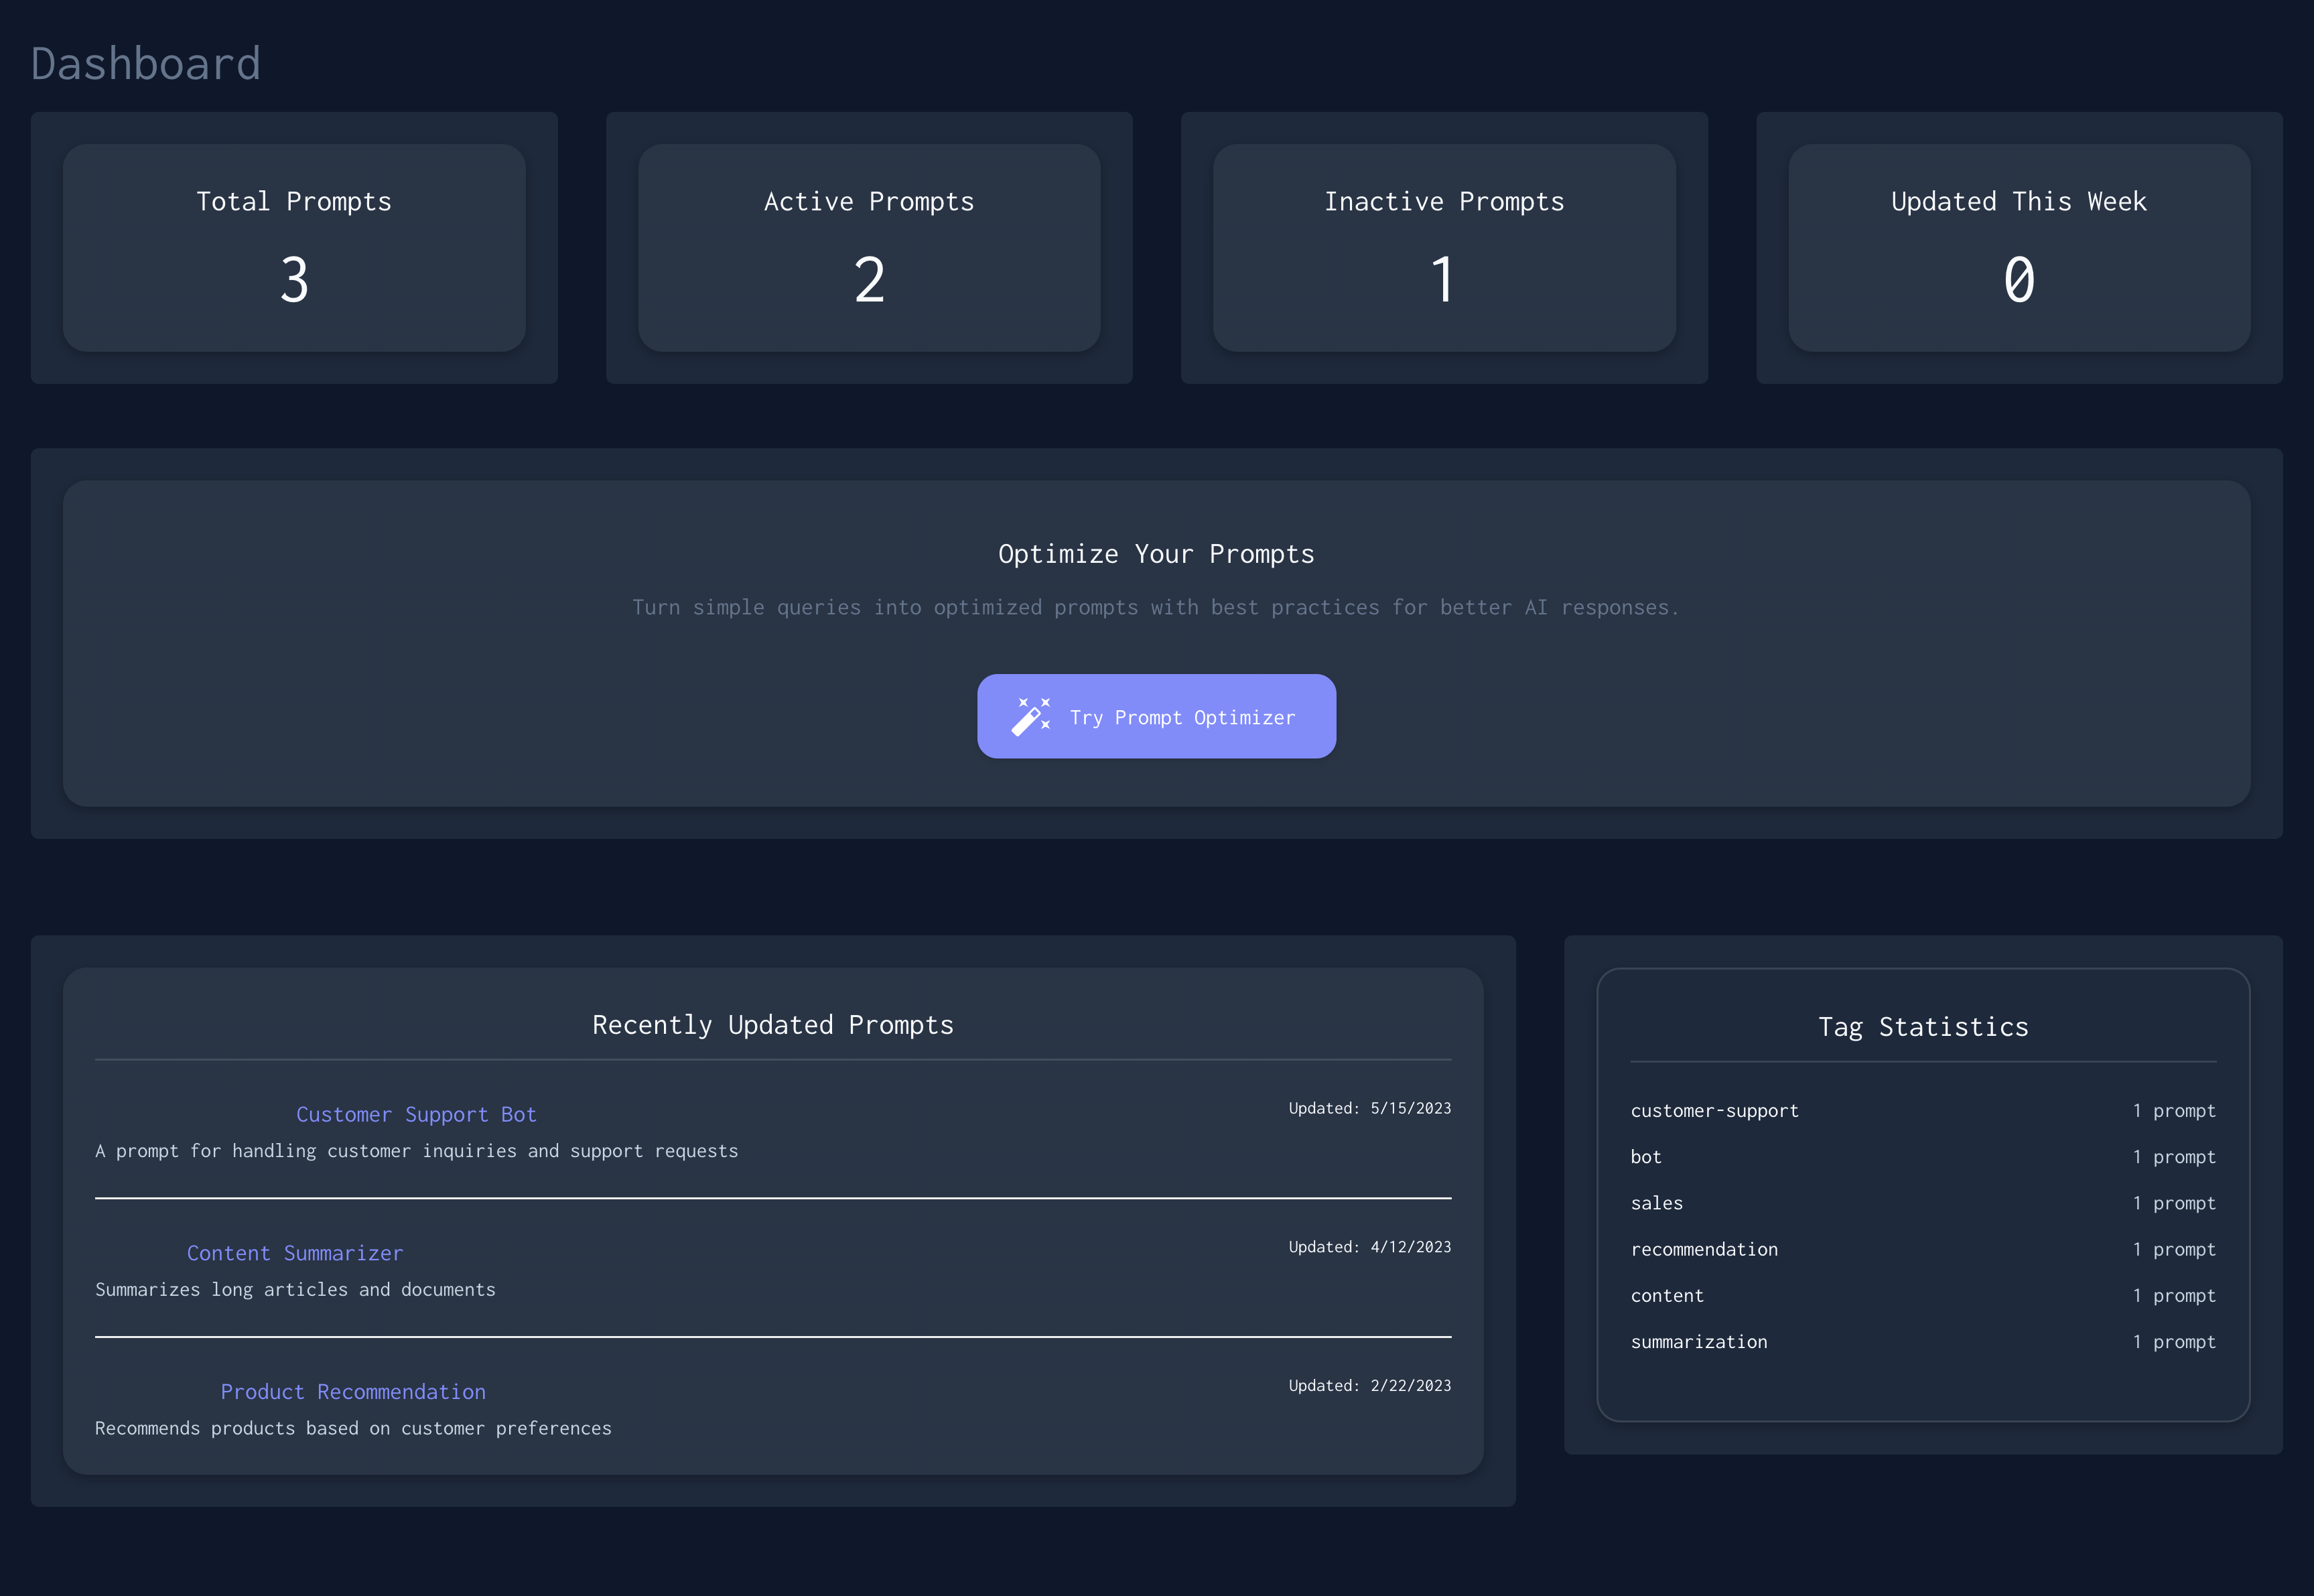 Dashboard
Total Prompts
3
Active Prompts
2
Inactive Prompts
1
Updated This Week
0
Optimize Your Prompts
Turn simple queries into optimized prompts with best practices for better AI responses.
Try Prompt Optimizer
Recently Updated Prompts
Customer Support Bot
Updated: 5/15/2023
A prompt for handling customer inquiries and support requests
Content Summarizer
Updated: 4/12/2023
Summarizes long articles and documents
Product Recommendation
Updated: 2/22/2023
Recommends products based on customer preferences
Tag Statistics
customer-support 1 prompt
bot 1 prompt
sales 1 prompt
recommendation 1 prompt
content 1 prompt
summarization 1 prompt